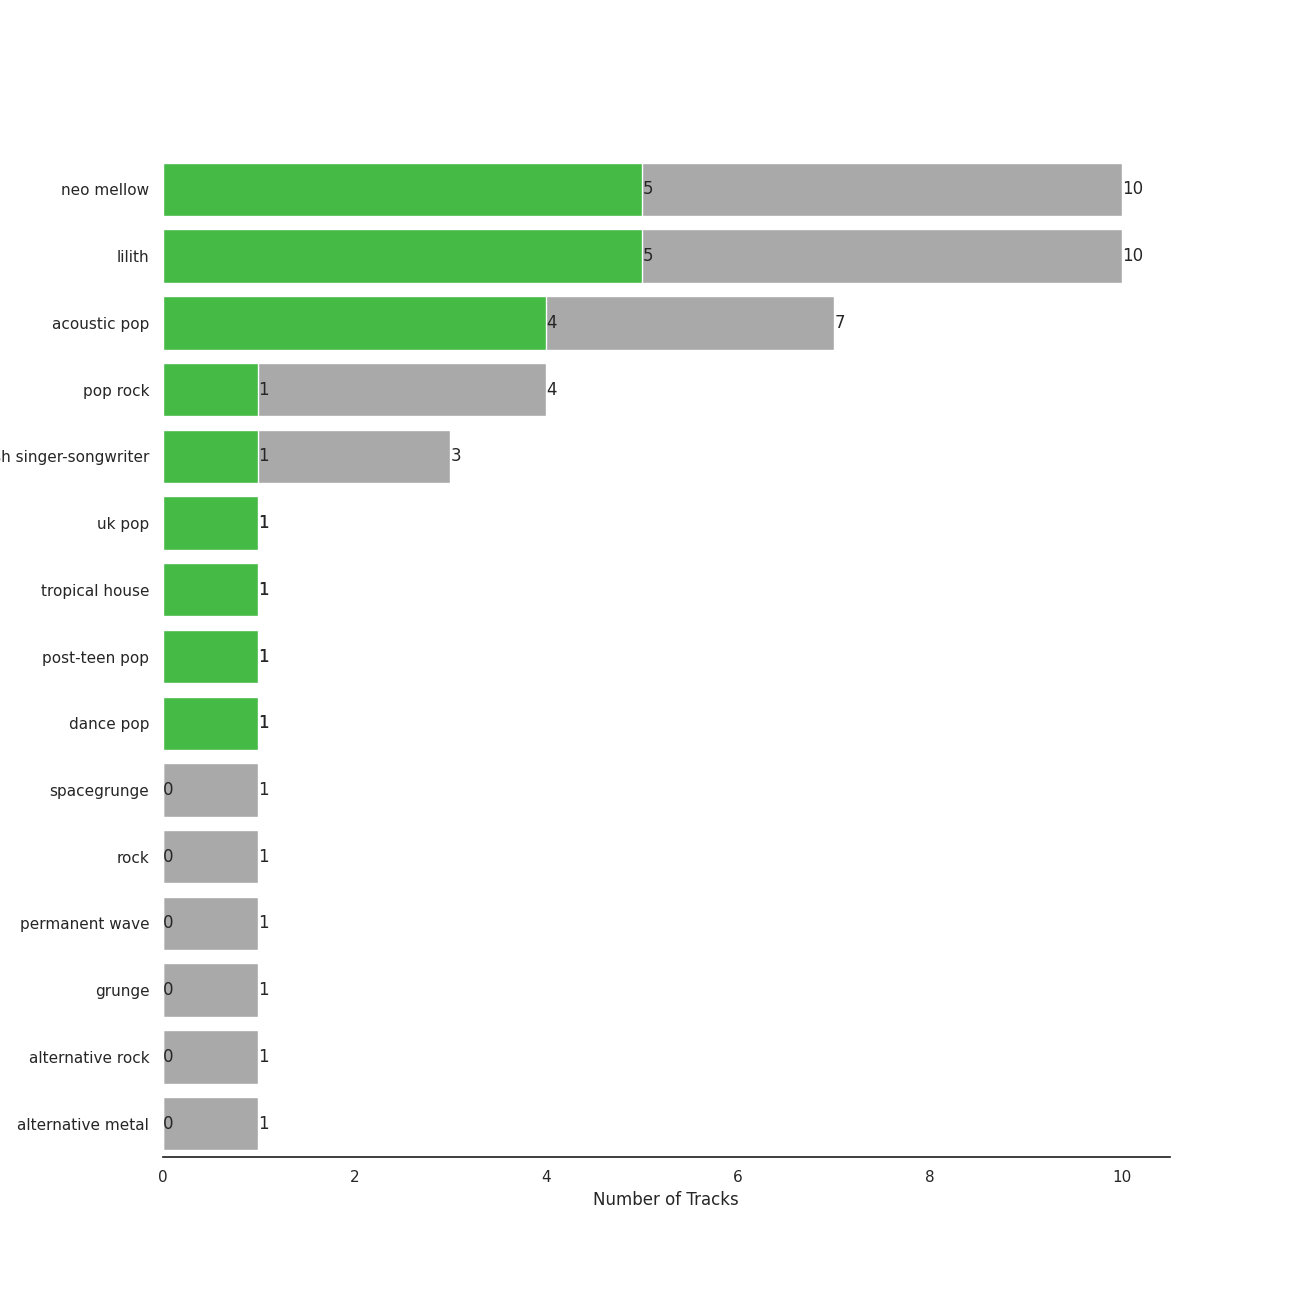 neo mellow 5 10
lilith 5 10
acoustic pop 4 7
pop rock 1 4
h singer-songwriter 1 3
uk pop 1
tropical house 1
post-teen pop 1
dance pop 1
spacegrunge 0 1
rock 0 1
permanent wave 0 1
grunge 0 1
alternative rock 0 1
alternative metal 0 1
0 2 4 6 8 10
Number of Tracks